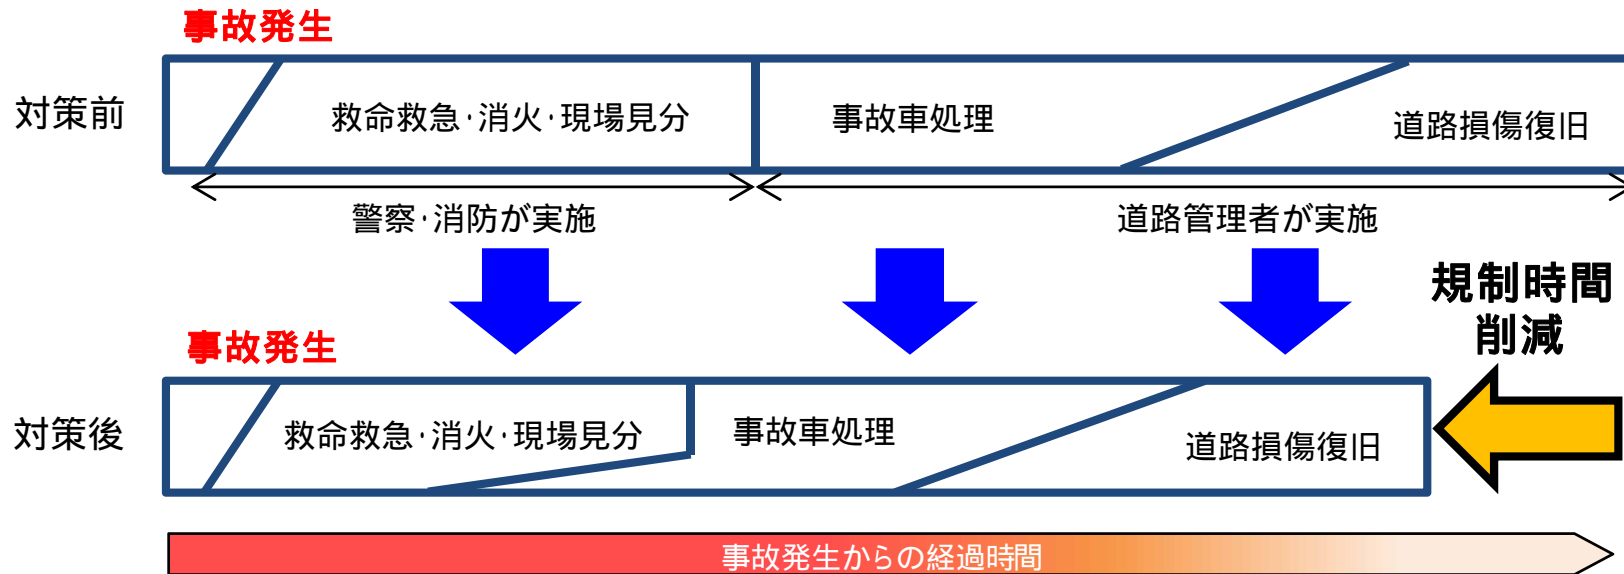 事故発生
対策前
救命救急・消火・現場見分
事故車処理
道路損傷復旧
警察・消防が実施
道路管理者が実施
規制時間
削減
事故発生
対策後
救命救急・消火・現場見分
事故車処理
道路損傷復旧
事故発生からの経過時間